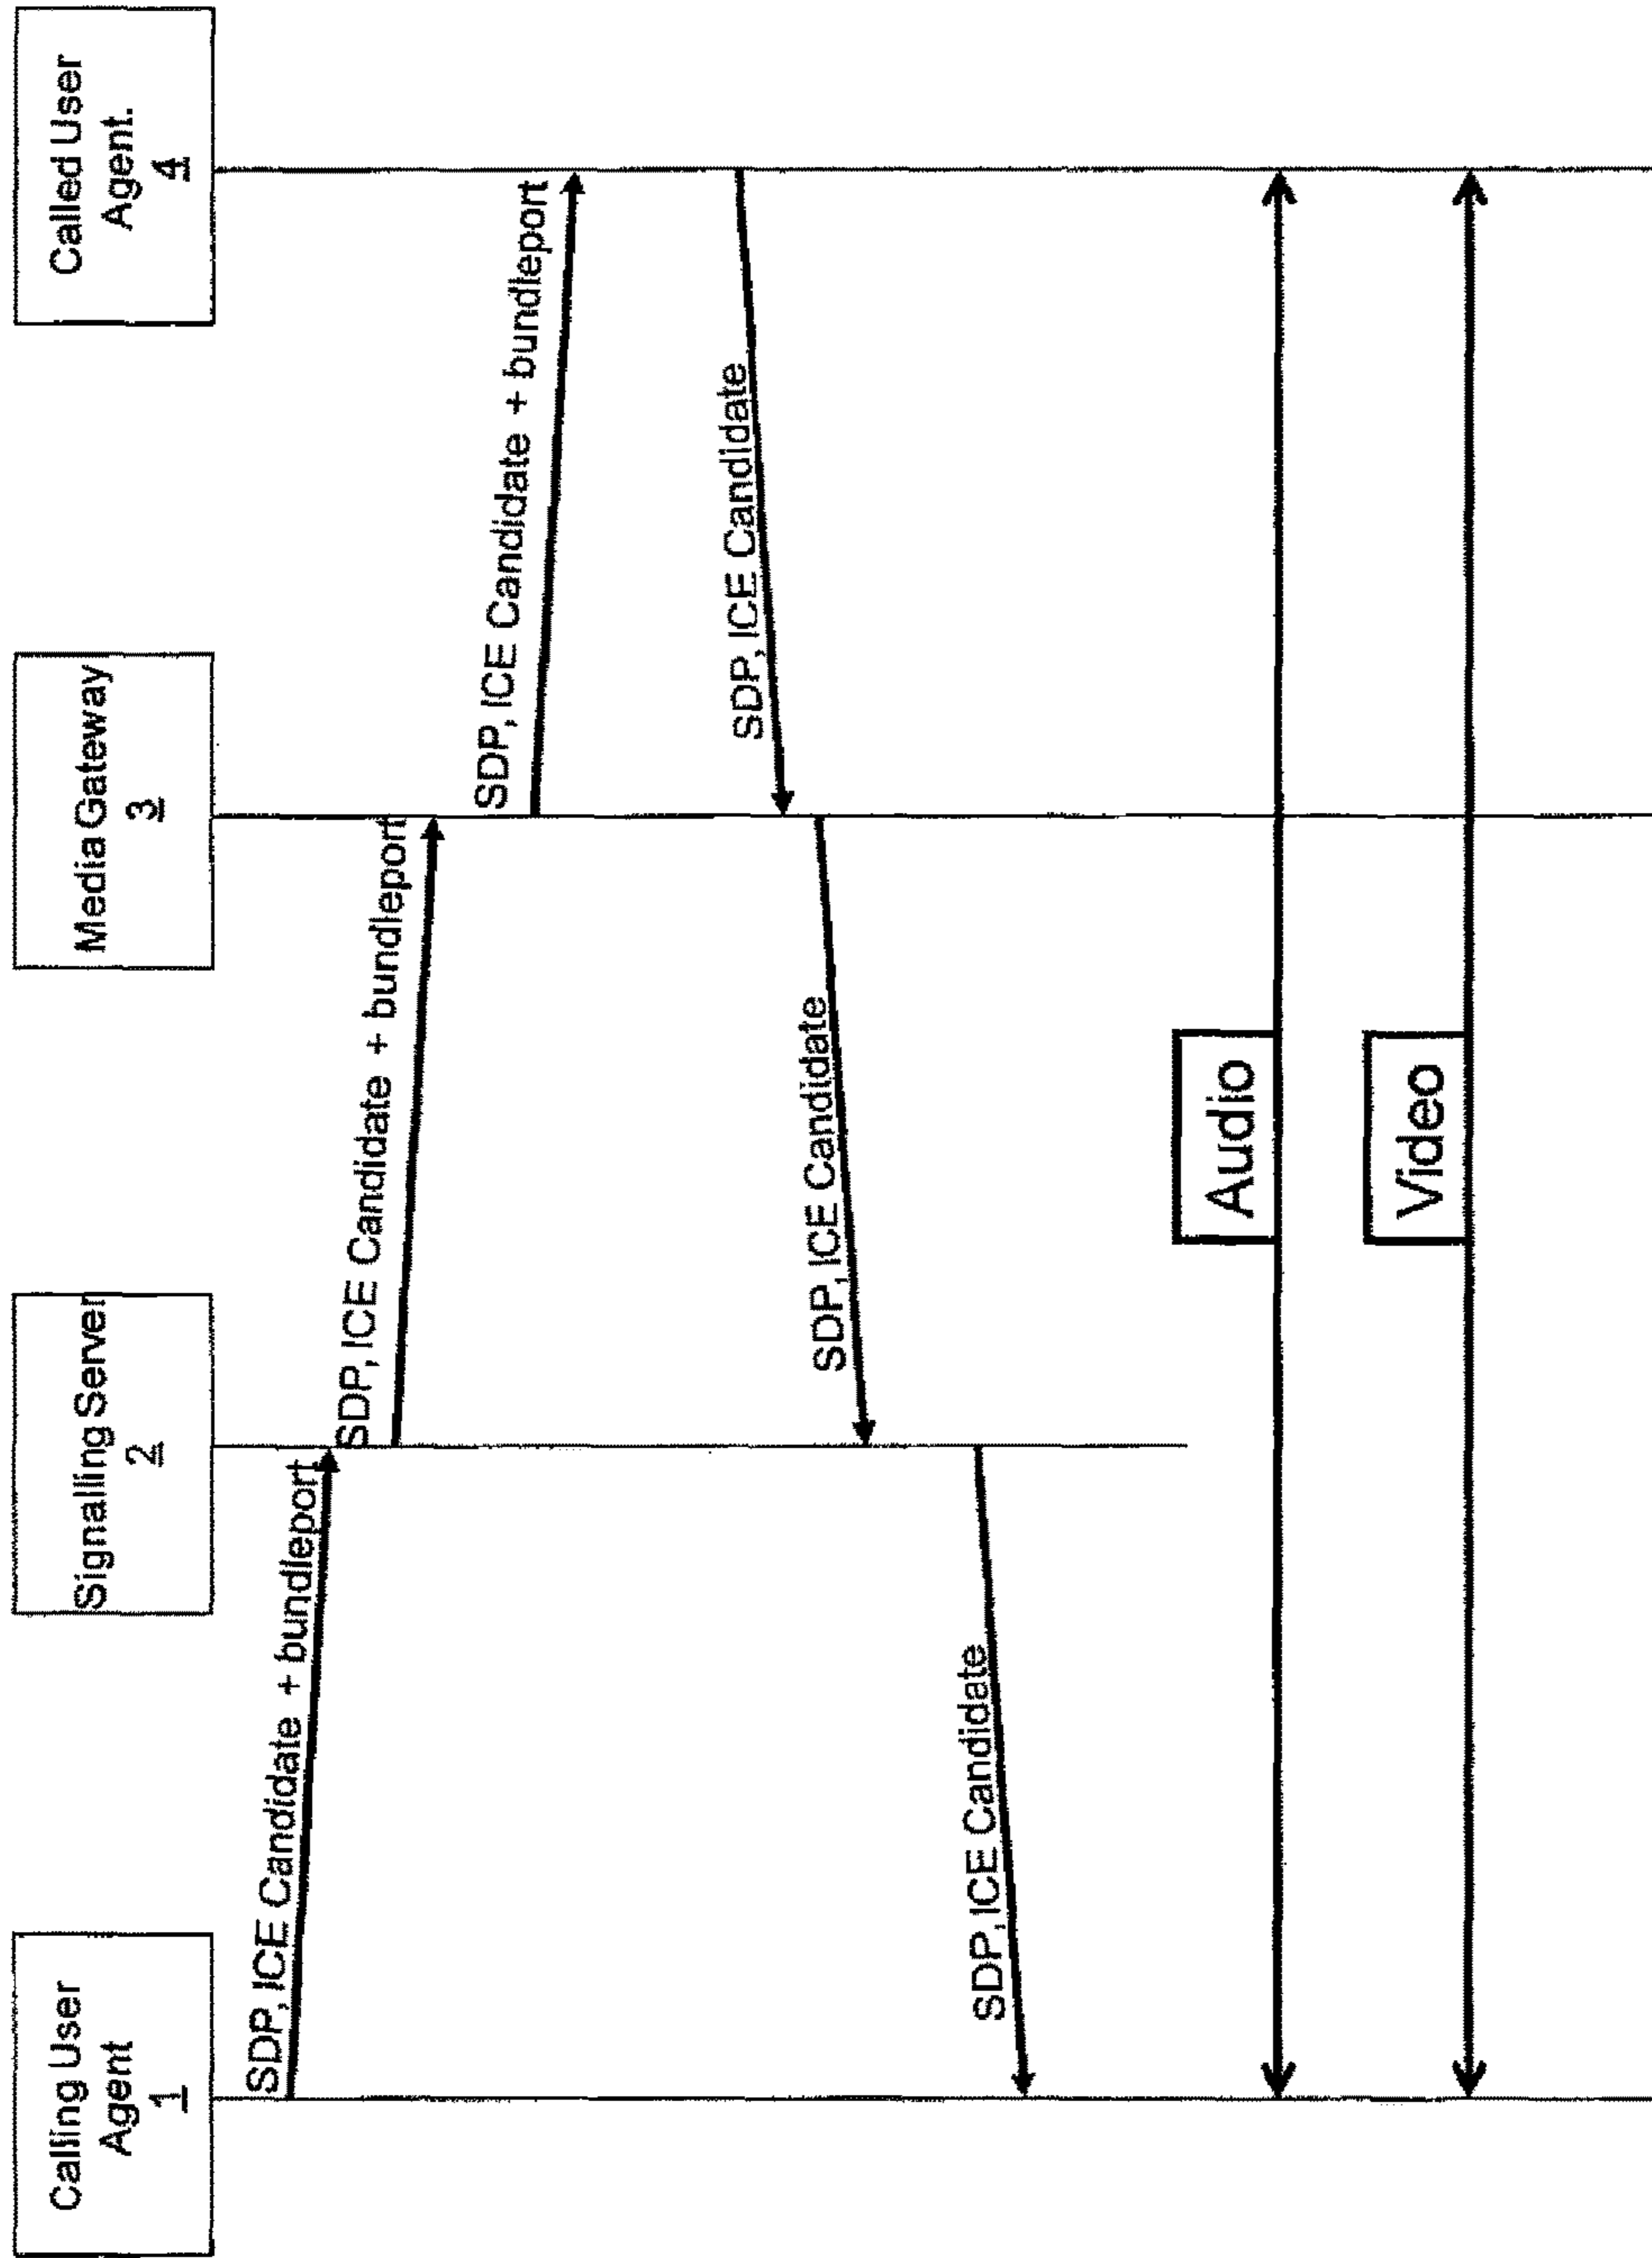 Calling User
Agent
1
Signalling Server
2
Media Gateway
3
Called User
Agent.
4
SDP, ICE Candidate + bundleport
SDP, ICE Candidate + bundleport
SDP, ICE Candidate + bundleport
SDP, ICE Candidate
SDP, ICE Candidate
SDP, ICE Candidate
Audio
Video